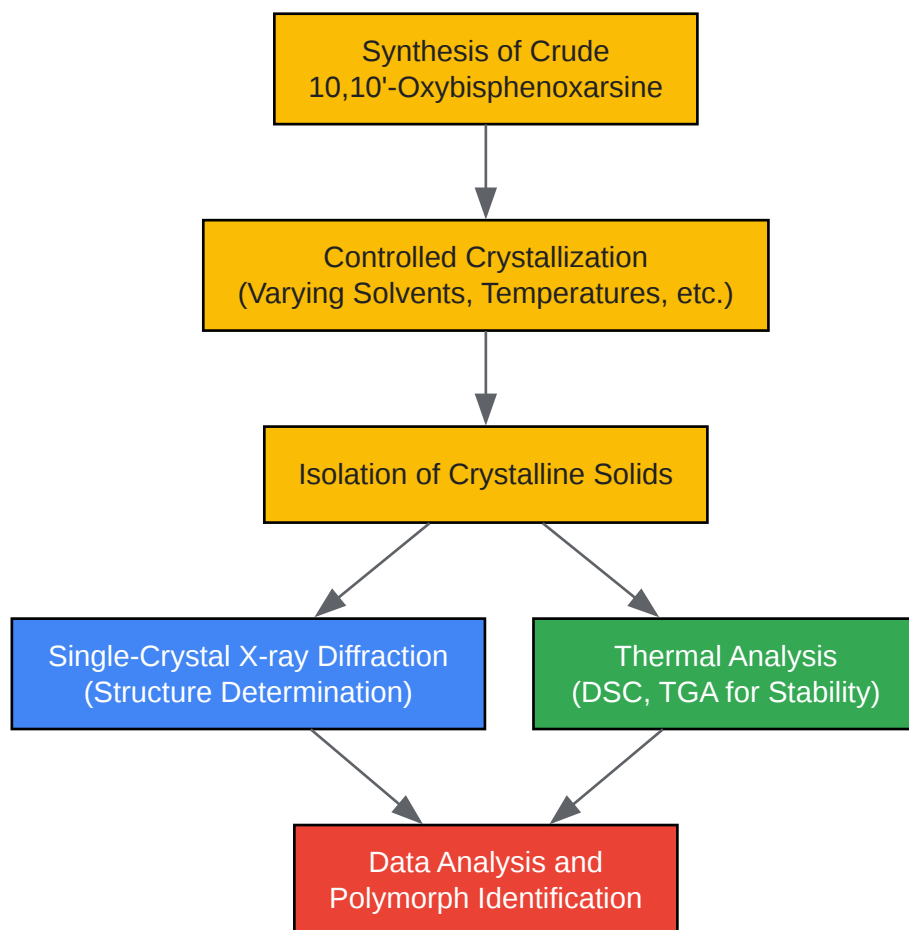 Synthesis of Crude
10,10'-Oxybisphenoxarsine
Controlled Crystallization
(Varying Solvents, Temperatures, etc.)
Isolation of Crystalline Solids
Single-Crystal X-ray Diffraction
(Structure Determination)
Thermal Analysis
(DSC, TGA for Stability)
Data Analysis and
Polymorph Identification